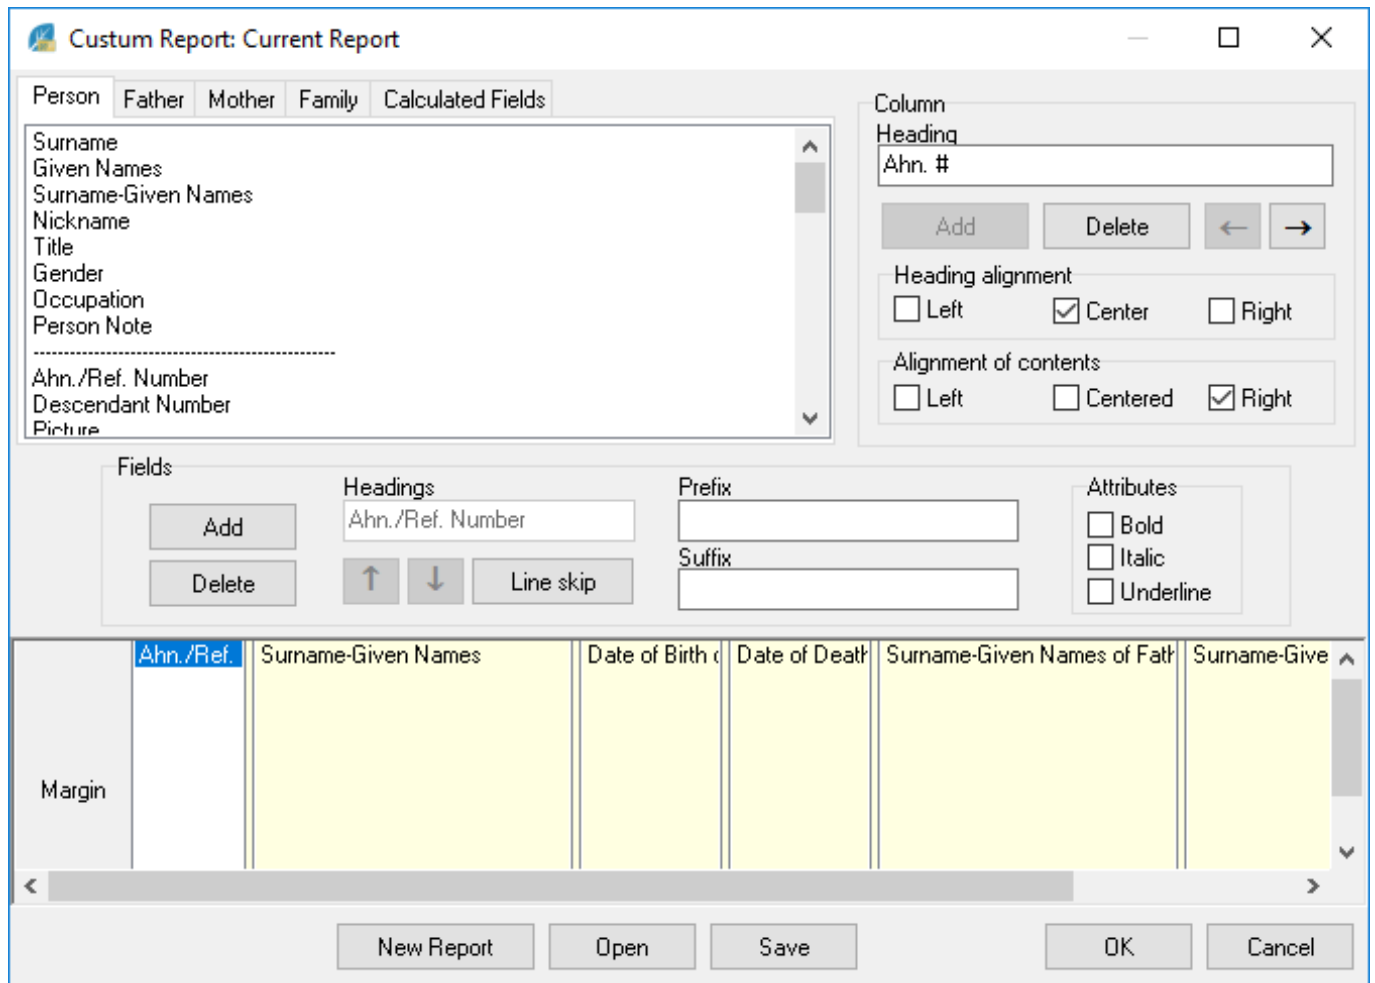 Custum Report: Current Report
Person Father Mother Family Calculated Fields
Surname
Given Names
Surname-Given Names
Nickname
Title
Gender
Occupation
Person Note
--------------------------------------------------
Ahn./Ref. Number
Descendant Number
Picture
Column
Heading
Ahn. #
Add Delete ← →
Heading alignment
Left Center Right
Alignment of contents
Left Centered Right
Fields
Add
Delete
Headings
Ahn./Ref. Number
↑ ↓ Line skip
Prefix
Suffix
Attributes
Bold
Italic
Underline
Margin
Ahn./Ref. Surname-Given Names Date of Birth Date of Death Surname-Given Names of Fath Surname-Give
New Report Open Save OK Cancel